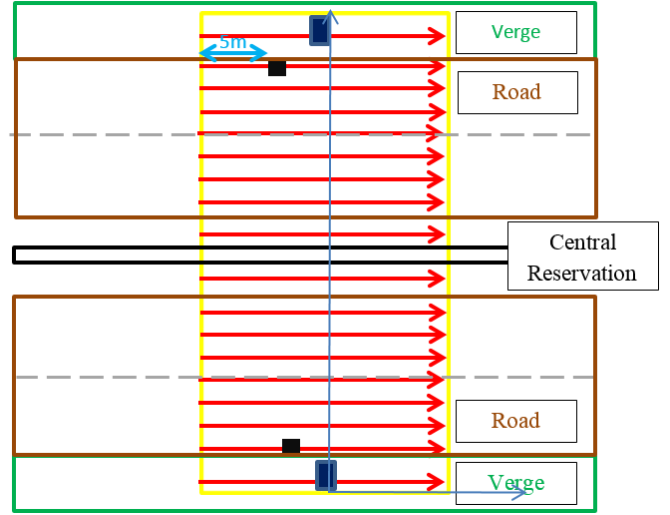 Verge
5m
Road
Central
Reservation
Road
Verge